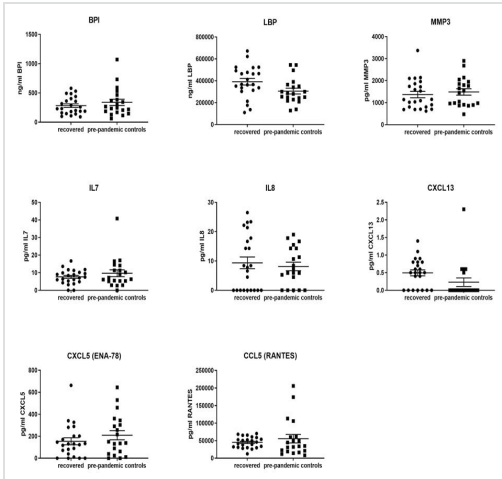 BPI
ng/ml BPI
1500
1000
500
0
recovered pre-pandemic controls
LBP
ng/ml LBP
800000
600000
400000
200000
0
recovered pre-pandemic controls
MMP3
pg/ml MMP3
4000
3000
2000
1000
0
recovered pre-pandemic controls
IL7
pg/ml IL7
50
40
30
20
10
0
recovered pre-pandemic controls
IL8
pg/ml IL8
30
20
10
0
recovered pre-pandemic controls
CXCL13
pg/ml CXCL13
2.5
2.0
1.5
1.0
0.5
0.0
recovered pre-pandemic controls
CXCL5 (ENA-78)
pg/ml CXCL5
800
600
400
200
0
recovered pre-pandemic controls
CCL5 (RANTES)
pg/ml RANTES
250000
200000
150000
100000
50000
0
recovered pre-pandemic controls